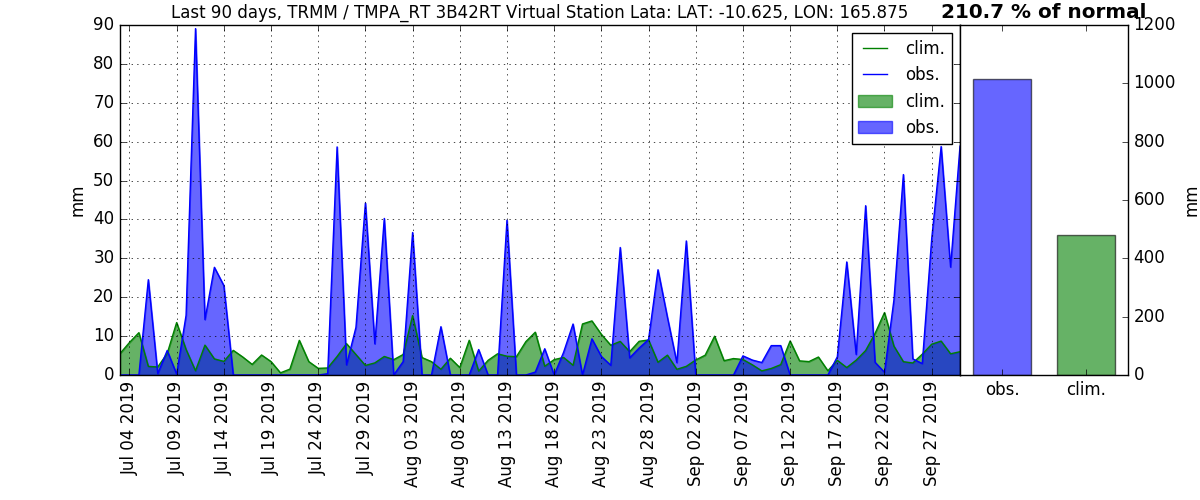 Last 90 days, TRMM / TMPA_RT 3B42RT Virtual Station Lata: LAT: -10.625, LON: 165.875
210.7 % of normal
90
80
70
60
50
40
30
20
10
0
mm
clim.
obs.
clim.
obs.
1200
1000
800
600
400
200
0
mm
Jul 04 2019
Jul 09 2019
Jul 14 2019
Jul 19 2019
Jul 24 2019
Jul 29 2019
Aug 03 2019
Aug 08 2019
Aug 13 2019
Aug 18 2019
Aug 23 2019
Aug 28 2019
Sep 02 2019
Sep 07 2019
Sep 12 2019
Sep 17 2019
Sep 22 2019
Sep 27 2019
obs.
clim.